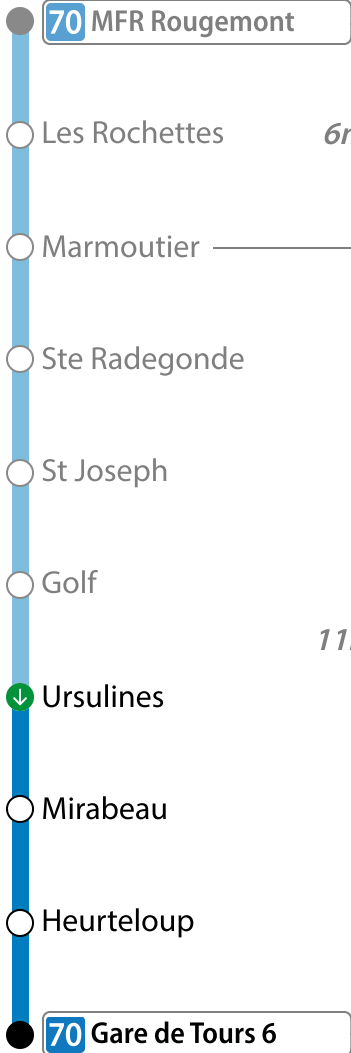 70 MFR Rougemont
Les Rochettes
Marmoutier
Ste Radegonde
St Joseph
Golf
Ursulines
Mirabeau
Heurteloup
70 Gare de Tours 6